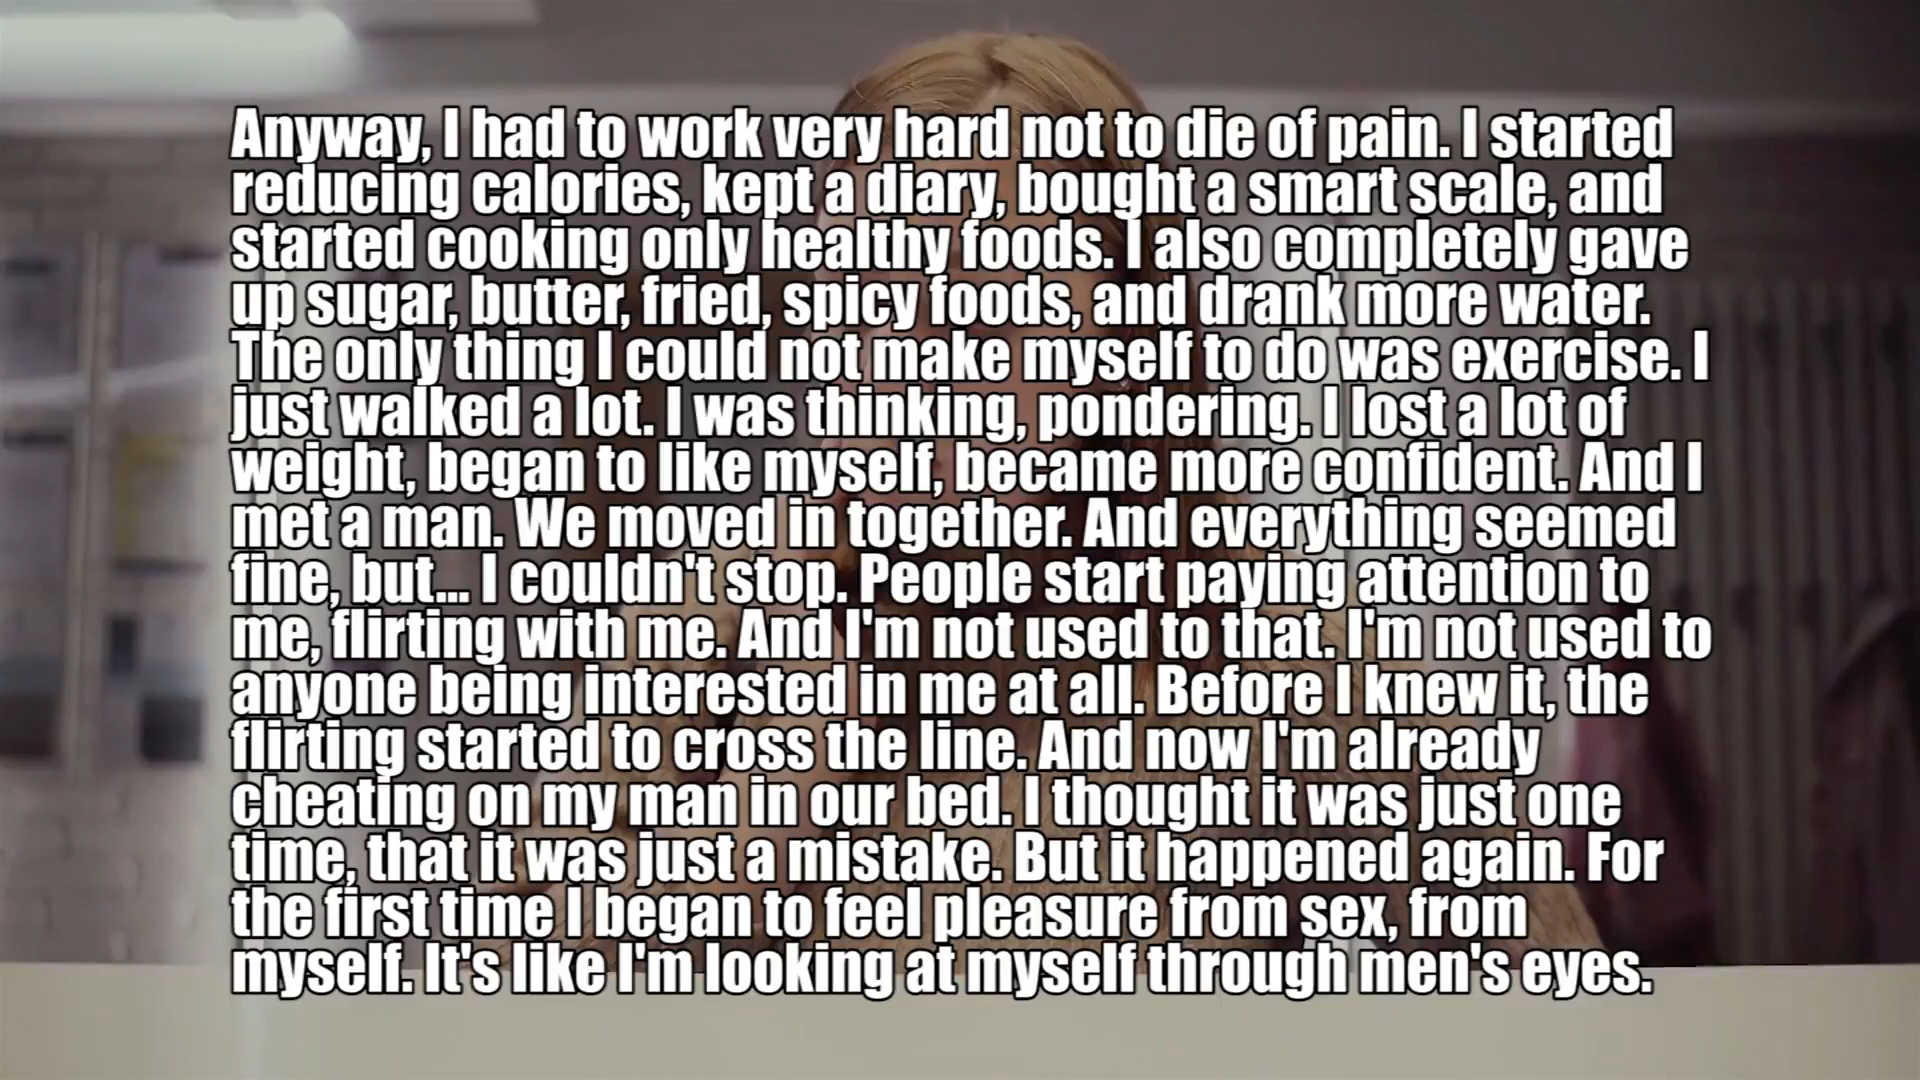 Anyway, I had to work very hard not to die of pain. I started
reducing calories, kept a diary, bought a smart scale, and
started cooking only healthy foods. I also completely gave
up sugar, butter, fried, spicy foods, and drank more water.
The only thing I could not make myself to do was exercise. I
just walked a lot. I was thinking, pondering. I lost a lot of
weight, began to like myself, became more confident. And I
met a man. We moved in together. And everything seemed
fine, but... I couldn't stop. People start paying attention to
me, flirting with me. And I'm not used to that. I'm not used to
anyone being interested in me at all. Before I knew it, the
flirting started to cross the line. And now I'm already
cheating on my man in our bed. I thought it was just one
time, that it was just a mistake. But it happened again. For
the first time I began to feel pleasure from sex, from
myself. It's like I'm looking at myself through men's eyes.